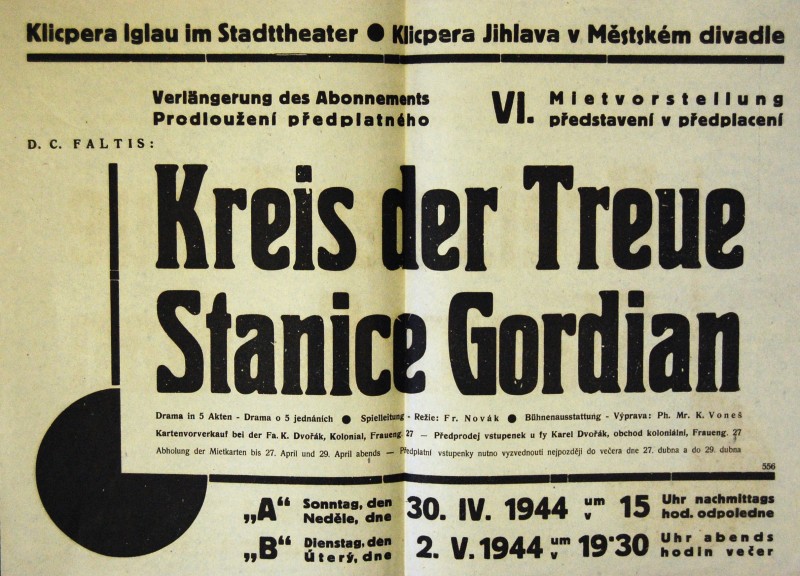 Klicpera Iglau im Stadttheater ● Klicpera Jihlava v Městském divadle
Verlängerung des Abonnements
Prodloužení předplatného
VI. Mietvorstellung
představení v předplacení
D. C. FALTIS:
Kreis der Treue
Stanice Gordian
Drama in 5 Akten - Drama o 5 jednáních ● Spielleitung - Režie: Fr. Novák ● Bühnenausstattung - Výprava: Ph. Mr. K. Voneš
Kartenvorverkauf bei der Fa. K. Dvořák, Kolonial, Fraueng. 27 — Předprodej vstupenek u fy Karel Dvořák, obchod koloniální, Fraueng. 27
Abholung der Mietkarten bis 27. April und 29. April abends — Předplatní vstupenky nutno vyzvednouti nejpozději do večera dne 27. dubna a do 29. dubna
556
„A“ Sonntag, den 30. IV. 1944 um 15 Uhr nachmittags
Neděle, dne v hod. odpoledne
„B“ Dienstag, den 2. V. 1944 um 19·30 Uhr abends
Úterý, dne v hodin večer